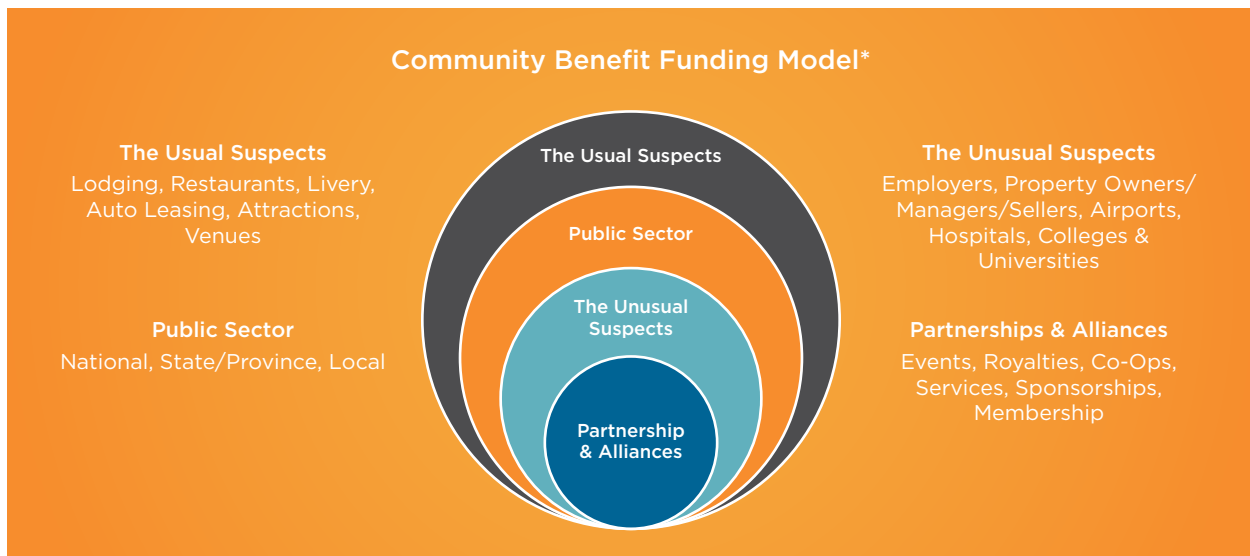 Community Benefit Funding Model*
The Usual Suspects
Lodging, Restaurants, Livery,
Auto Leasing, Attractions,
Venues
Public Sector
National, State/Province, Local
The Usual Suspects
Public Sector
The Unusual
Suspects
Partnership
& Alliances
The Unusual Suspects
Employers, Property Owners/
Managers/Sellers, Airports,
Hospitals, Colleges &
Universities
Partnerships & Alliances
Events, Royalties, Co-Ops,
Services, Sponsorships,
Membership